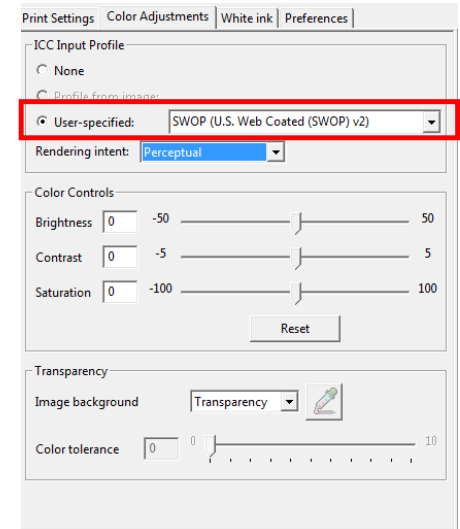 Print Settings Color Adjustments White ink Preferences
ICC Input Profile
None
Profile from image:
User-specified: SWOP (U.S. Web Coated (SWOP) v2)
Rendering intent: Perceptual
Color Controls
Brightness 0 -50 50
Contrast 0 -5 5
Saturation 0 -100 100
Reset
Transparency
Image background Transparency
Color tolerance 0 0 10